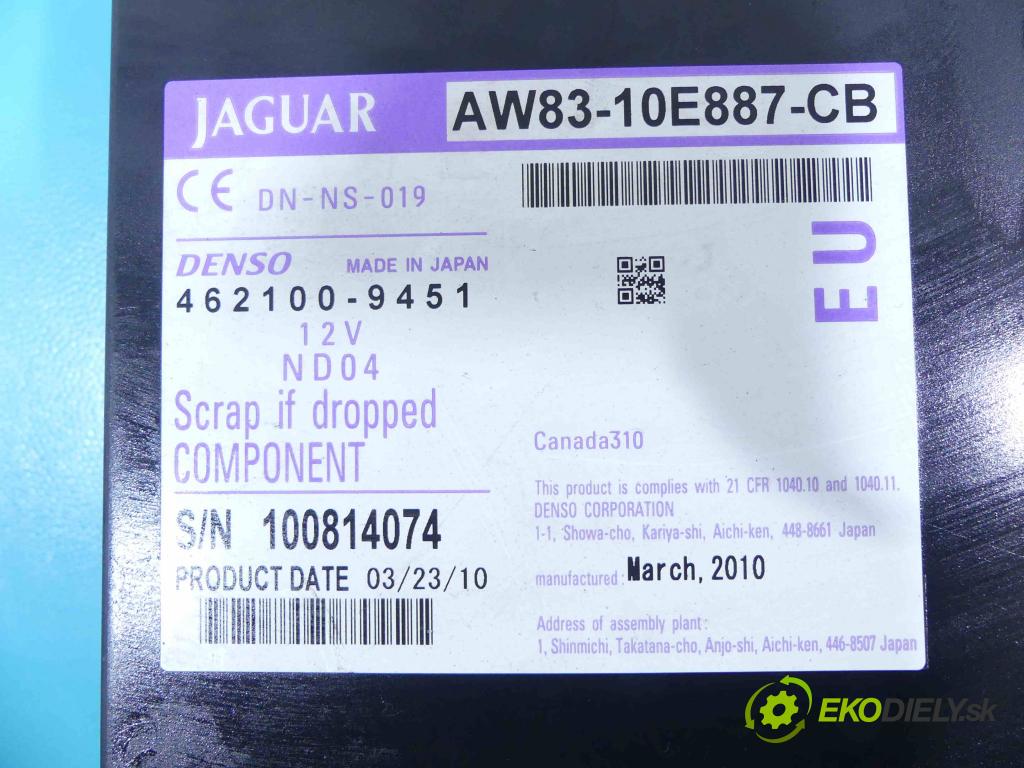 JAGUAR AW83-10E887-CB
CE DN-NS-019
DENSO MADE IN JAPAN
462100-9451
12V
ND04
Scrap if dropped
COMPONENT
S/N 100814074
PRODUCT DATE 03/23/10
EU
Canada310
This product is complies with 21 CFR 1040.10 and 1040.11.
DENSO CORPORATION
1-1, Showa-cho, Kariya-shi, Aichi-ken, 448-8661 Japan
manufactured: March, 2010
Address of assembly plant:
1, Shinmichi, Takatana-cho, Anjo-shi, Aichi-ken, 446-8507 Japan
EKODIELY.sk